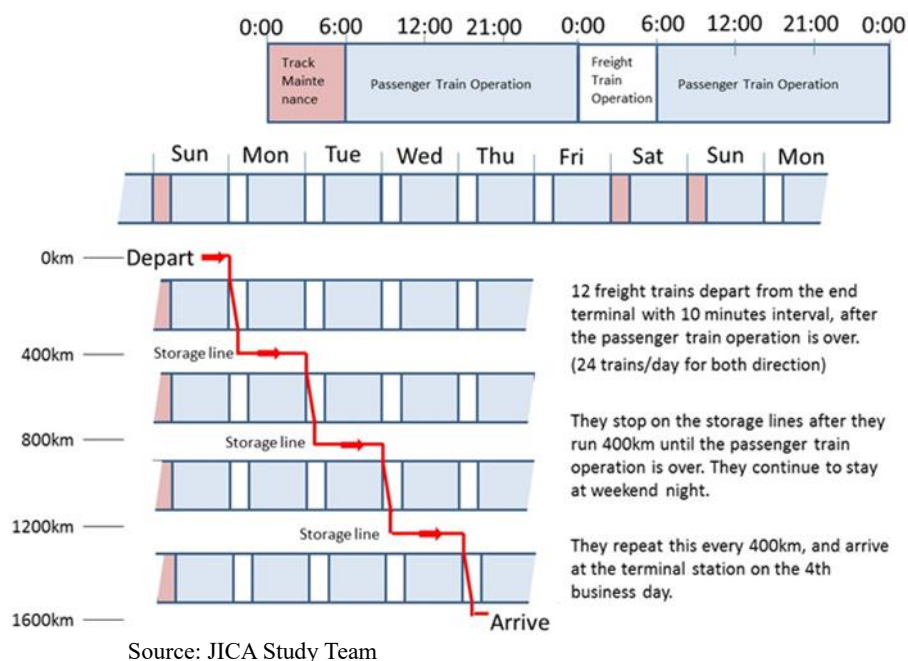 0:00 6:00 12:00 21:00 0:00 6:00 12:00 21:00 0:00
Track
Mainte
nance
Passenger Train Operation
Freight
Train
Operation
Passenger Train Operation
Sun Mon Tue Wed Thu Fri Sat Sun Mon
0km
Depart
400km
Storage line
800km
Storage line
1200km
Storage line
1600km
Arrive
12 freight trains depart from the end
terminal with 10 minutes interval, after
the passenger train operation is over.
(24 trains/day for both direction)
They stop on the storage lines after they
run 400km until the passenger train
operation is over. They continue to stay
at weekend night.
They repeat this every 400km, and arrive
at the terminal station on the 4th
business day.
Source: JICA Study Team